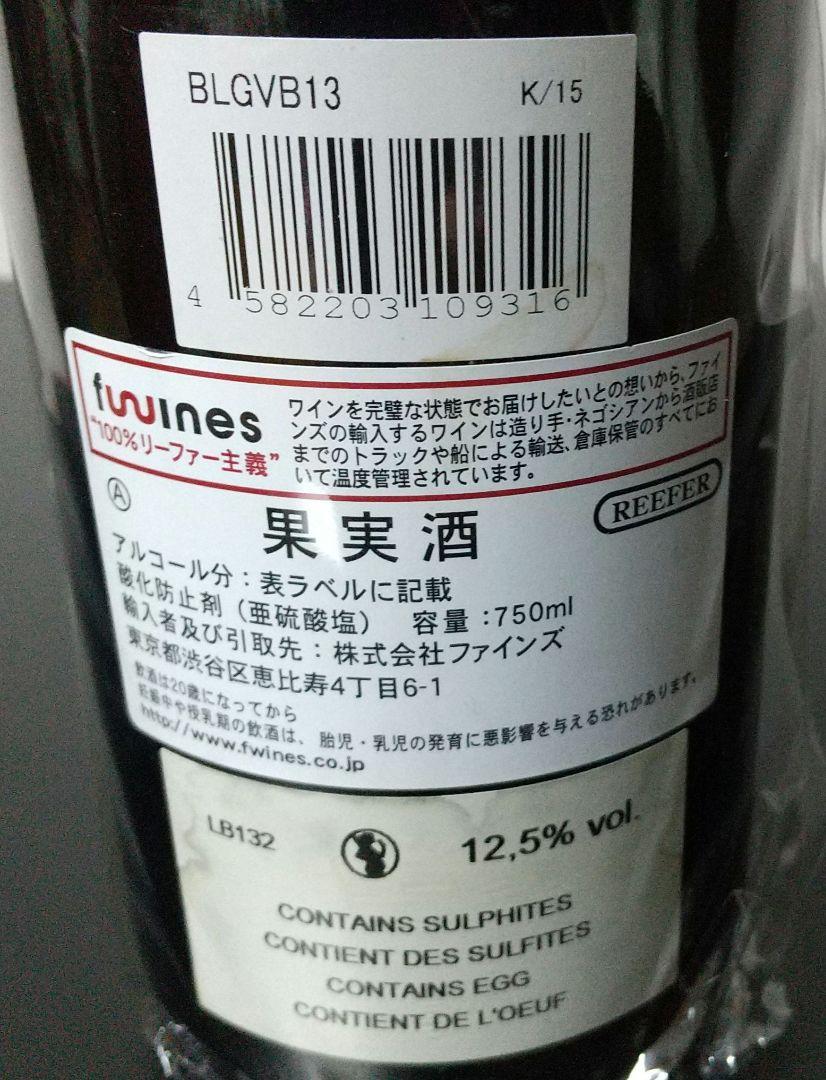 BLGVB13 K/15
4 582203 109316
fwines
"100%リーファー主義"
ワインを完璧な状態でお届けしたいとの想いから、ファイ
ンズの輸入するワインは造り手・ネゴシアンから酒販店
までのトラックや船による輸送、倉庫保管のすべてにお
いて温度管理されています。
A
果実酒
REEFER
アルコール分：表ラベルに記載
酸化防止剤（亜硫酸塩） 容量：750ml
輸入者及び引取先：株式会社ファインズ
東京都渋谷区恵比寿4丁目6-1
飲酒は20歳になってから
妊娠中や授乳期の飲酒は、胎児・乳児の発育に悪影響を与える恐れがあります。
http://www.fwines.co.jp
LB132 12,5% vol.
CONTAINS SULPHITES
CONTIENT DES SULFITES
CONTAINS EGG
CONTIENT DE L'OEUF